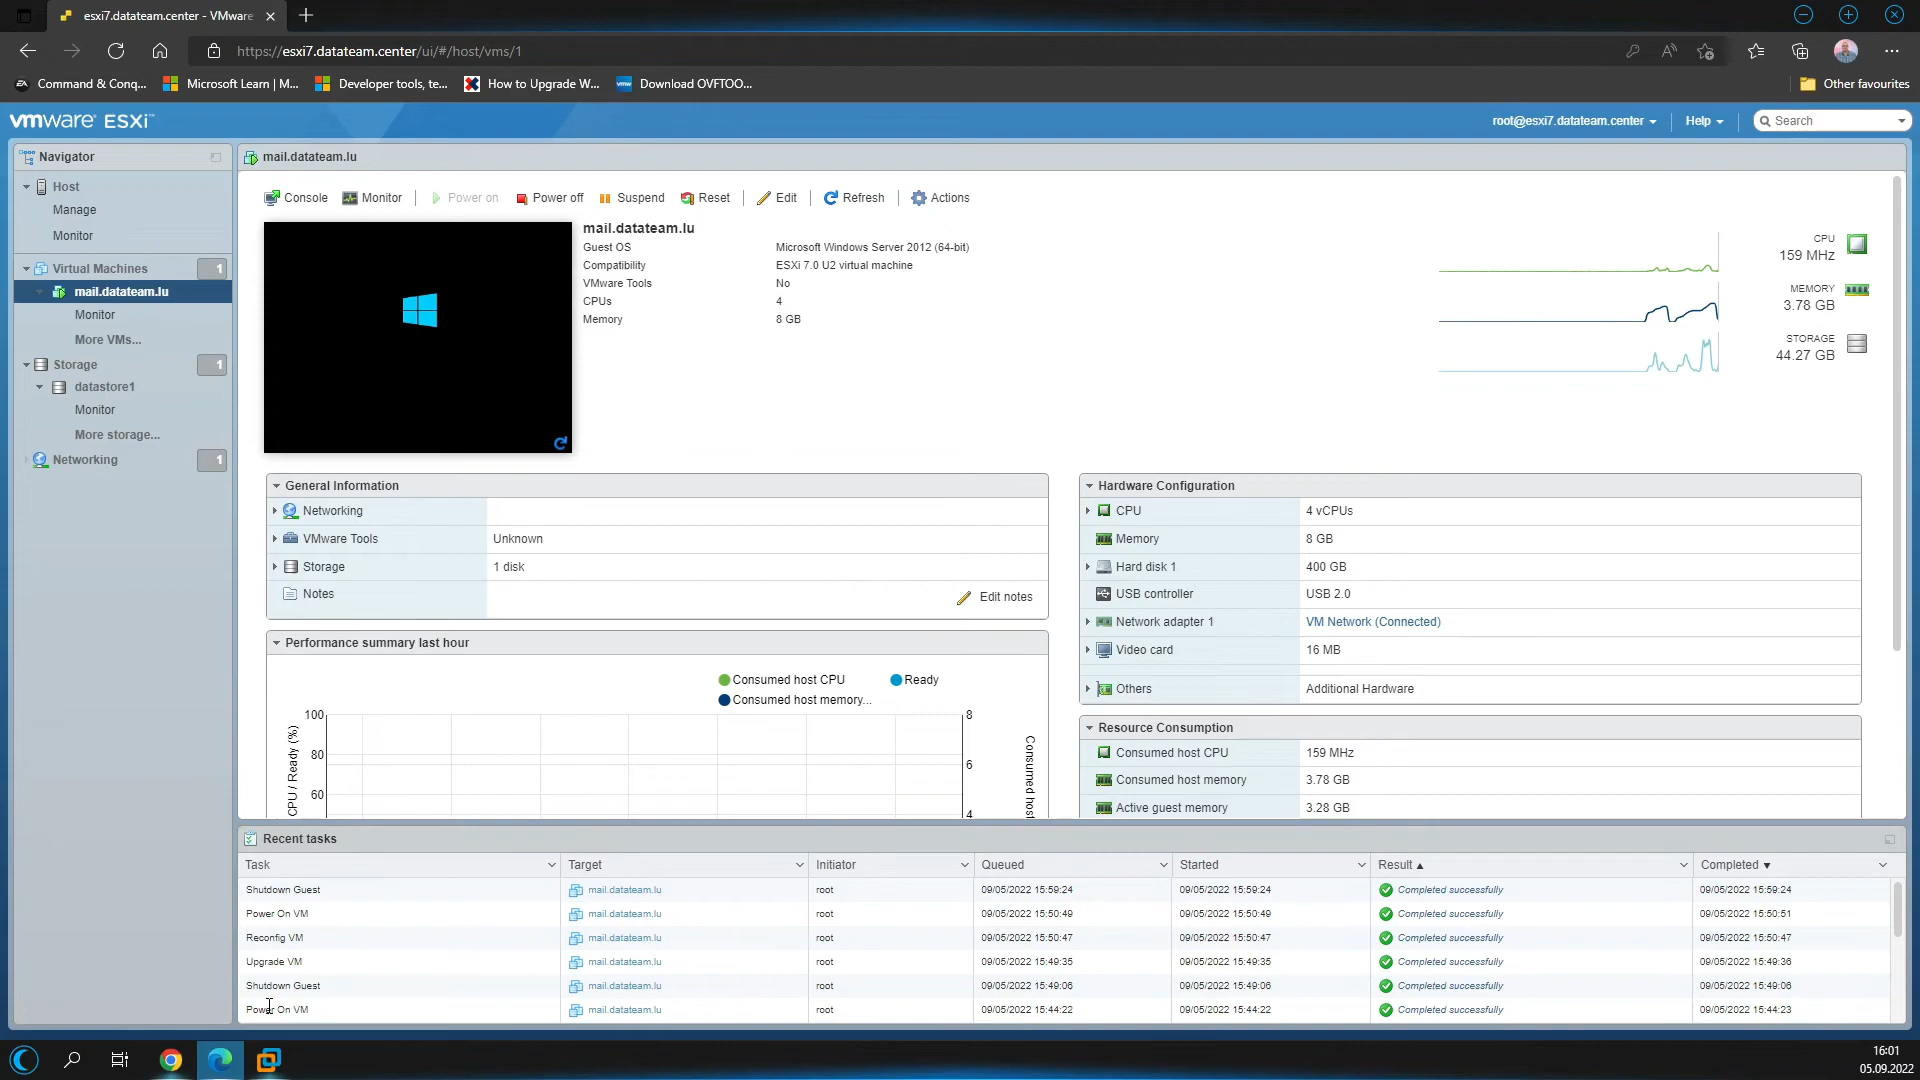 esxi7.datateam.center - VMware
https://esxi7.datateam.center/ui/#/host/vms/1
Command & Conq...
Microsoft Learn | M...
Developer tools, te...
How to Upgrade W...
vmw
Download OVFTOO...
Other favourites
vmware ESXi™
root@esxi7.datateam.center
Help
Search
Navigator
Host
Manage
Monitor
Virtual Machines 1
mail.datateam.lu
Monitor
More VMs...
Storage 1
datastore1
Monitor
More storage...
Networking 1
mail.datateam.lu
Console Monitor Power on Power off Suspend Reset Edit Refresh Actions
mail.datateam.lu
Guest OS Microsoft Windows Server 2012 (64-bit)
Compatibility ESXi 7.0 U2 virtual machine
VMware Tools No
CPUs 4
Memory 8 GB
CPU
159 MHz
MEMORY
3.78 GB
STORAGE
44.27 GB
General Information
Networking
VMware Tools Unknown
Storage 1 disk
Notes Edit notes
Performance summary last hour
Consumed host CPU Ready
Consumed host memory...
100
80
60
CPU / Ready (%)
8
6
4
Consumed host
Hardware Configuration
CPU 4 vCPUs
Memory 8 GB
Hard disk 1 400 GB
USB controller USB 2.0
Network adapter 1 VM Network (Connected)
Video card 16 MB
Others Additional Hardware
Resource Consumption
Consumed host CPU 159 MHz
Consumed host memory 3.78 GB
Active guest memory 3.28 GB
Recent tasks
Task Target Initiator Queued Started Result Completed
Shutdown Guest mail.datateam.lu root 09/05/2022 15:59:24 09/05/2022 15:59:24 Completed successfully 09/05/2022 15:59:24
Power On VM mail.datateam.lu root 09/05/2022 15:50:49 09/05/2022 15:50:49 Completed successfully 09/05/2022 15:50:51
Reconfig VM mail.datateam.lu root 09/05/2022 15:50:47 09/05/2022 15:50:47 Completed successfully 09/05/2022 15:50:47
Upgrade VM mail.datateam.lu root 09/05/2022 15:49:35 09/05/2022 15:49:35 Completed successfully 09/05/2022 15:49:36
Shutdown Guest mail.datateam.lu root 09/05/2022 15:49:06 09/05/2022 15:49:06 Completed successfully 09/05/2022 15:49:06
Power On VM mail.datateam.lu root 09/05/2022 15:44:22 09/05/2022 15:44:22 Completed successfully 09/05/2022 15:44:23
16:01
05.09.2022